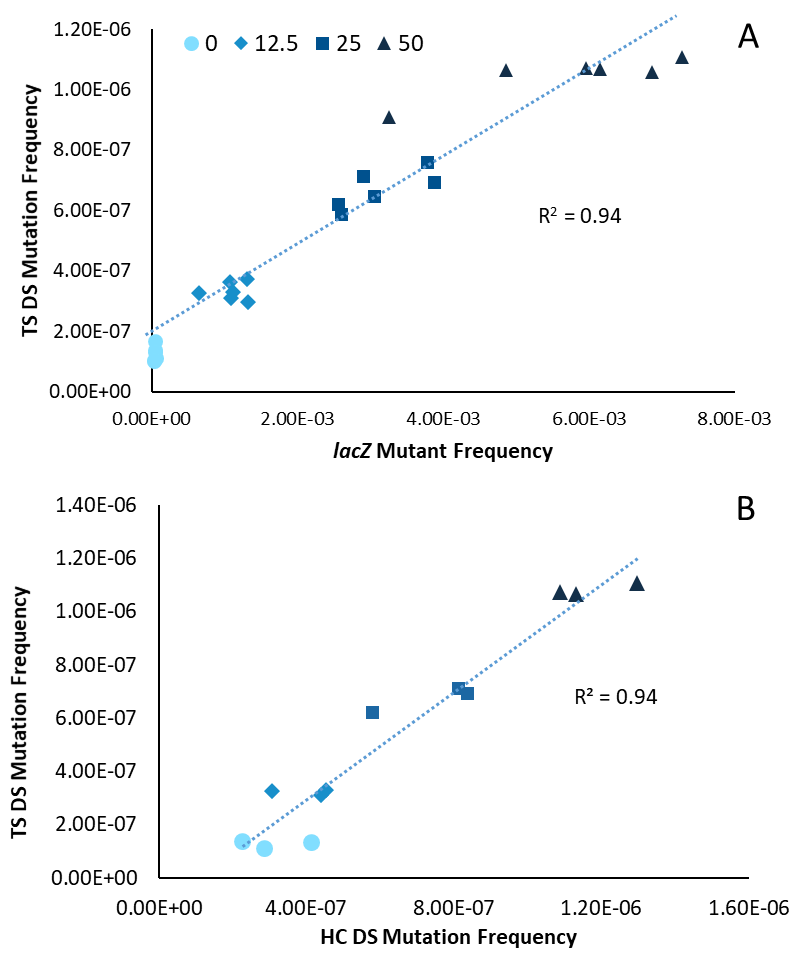 A
0 12.5 25 50
1.20E-06
1.00E-06
8.00E-07
6.00E-07
4.00E-07
2.00E-07
0.00E+00
TS DS Mutation Frequency
R² = 0.94
0.00E+00 2.00E-03 4.00E-03 6.00E-03 8.00E-03
lacZ Mutant Frequency
B
1.40E-06
1.20E-06
1.00E-06
8.00E-07
6.00E-07
4.00E-07
2.00E-07
0.00E+00
TS DS Mutation Frequency
R² = 0.94
0.00E+00 4.00E-07 8.00E-07 1.20E-06 1.60E-06
HC DS Mutation Frequency